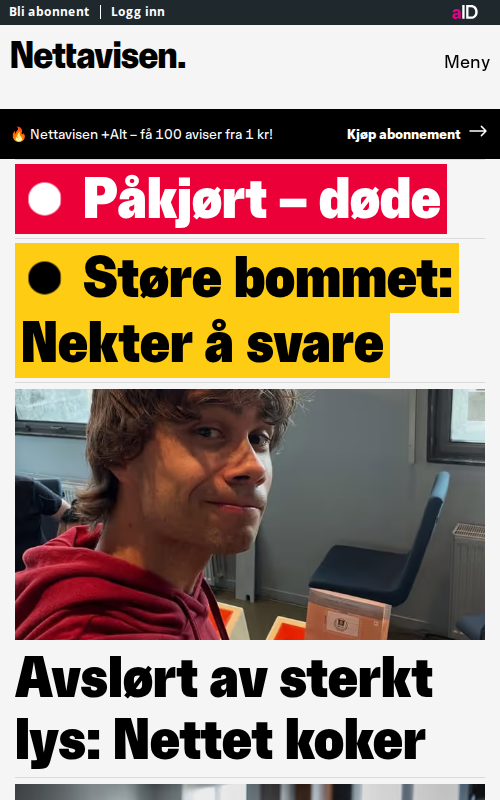 Bli abonnent | Logg inn
aID
Nettavisen.
Meny
🔥 Nettavisen +Alt – få 100 aviser fra 1 kr!
Kjøp abonnement →
Påkjørt – døde
Støre bommet:
Nekter å svare
Avslørt av sterkt
lys: Nettet koker